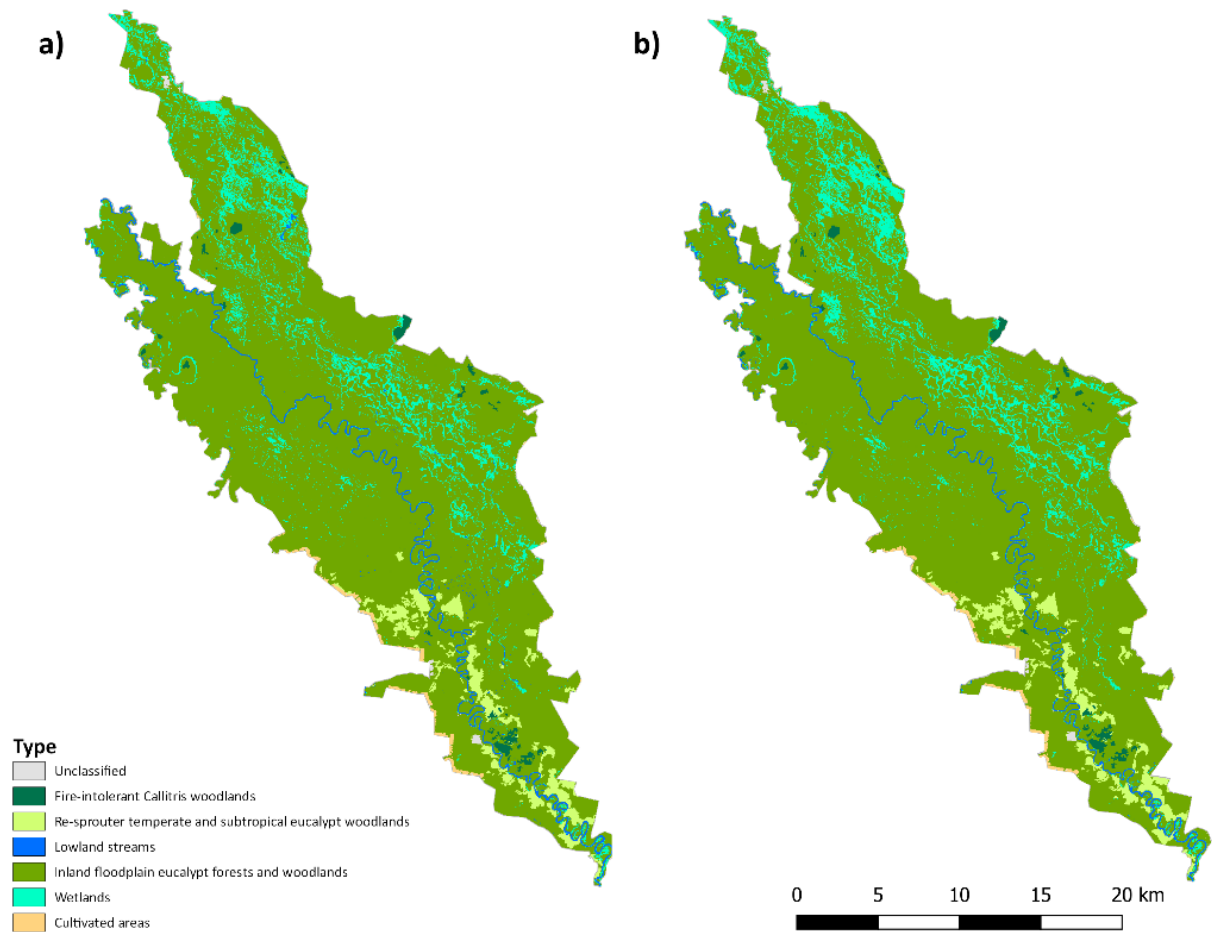 a)
b)
Type
Unclassified
Fire-intolerant Callitris woodlands
Re-sprouter temperate and subtropical eucalypt woodlands
Lowland streams
Inland floodplain eucalypt forests and woodlands
Wetlands
Cultivated areas
0 5 10 15 20 km